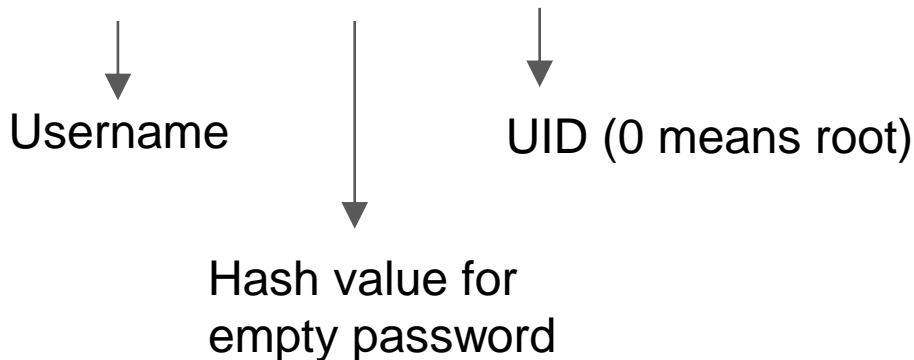 Username
UID (0 means root)
Hash value for
empty password